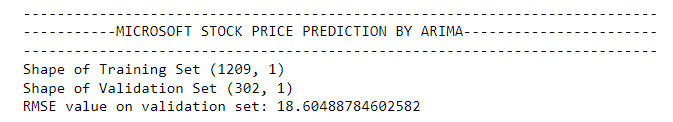 -------------------------------------------------------------------------------
-----------MICROSOFT STOCK PRICE PREDICTION BY ARIMA------------------------
-------------------------------------------------------------------------------
Shape of Training Set (1209, 1)
Shape of Validation Set (302, 1)
RMSE value on validation set: 18.60488784602582